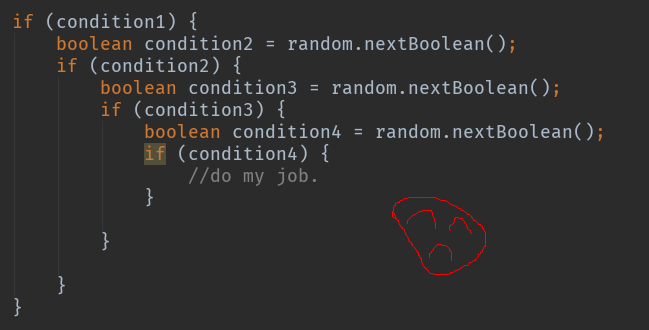 if (condition1) {
boolean condition2 = random.nextBoolean();
if (condition2) {
boolean condition3 = random.nextBoolean();
if (condition3) {
boolean condition4 = random.nextBoolean();
if (condition4) {
//do my job.
}
}
}
}